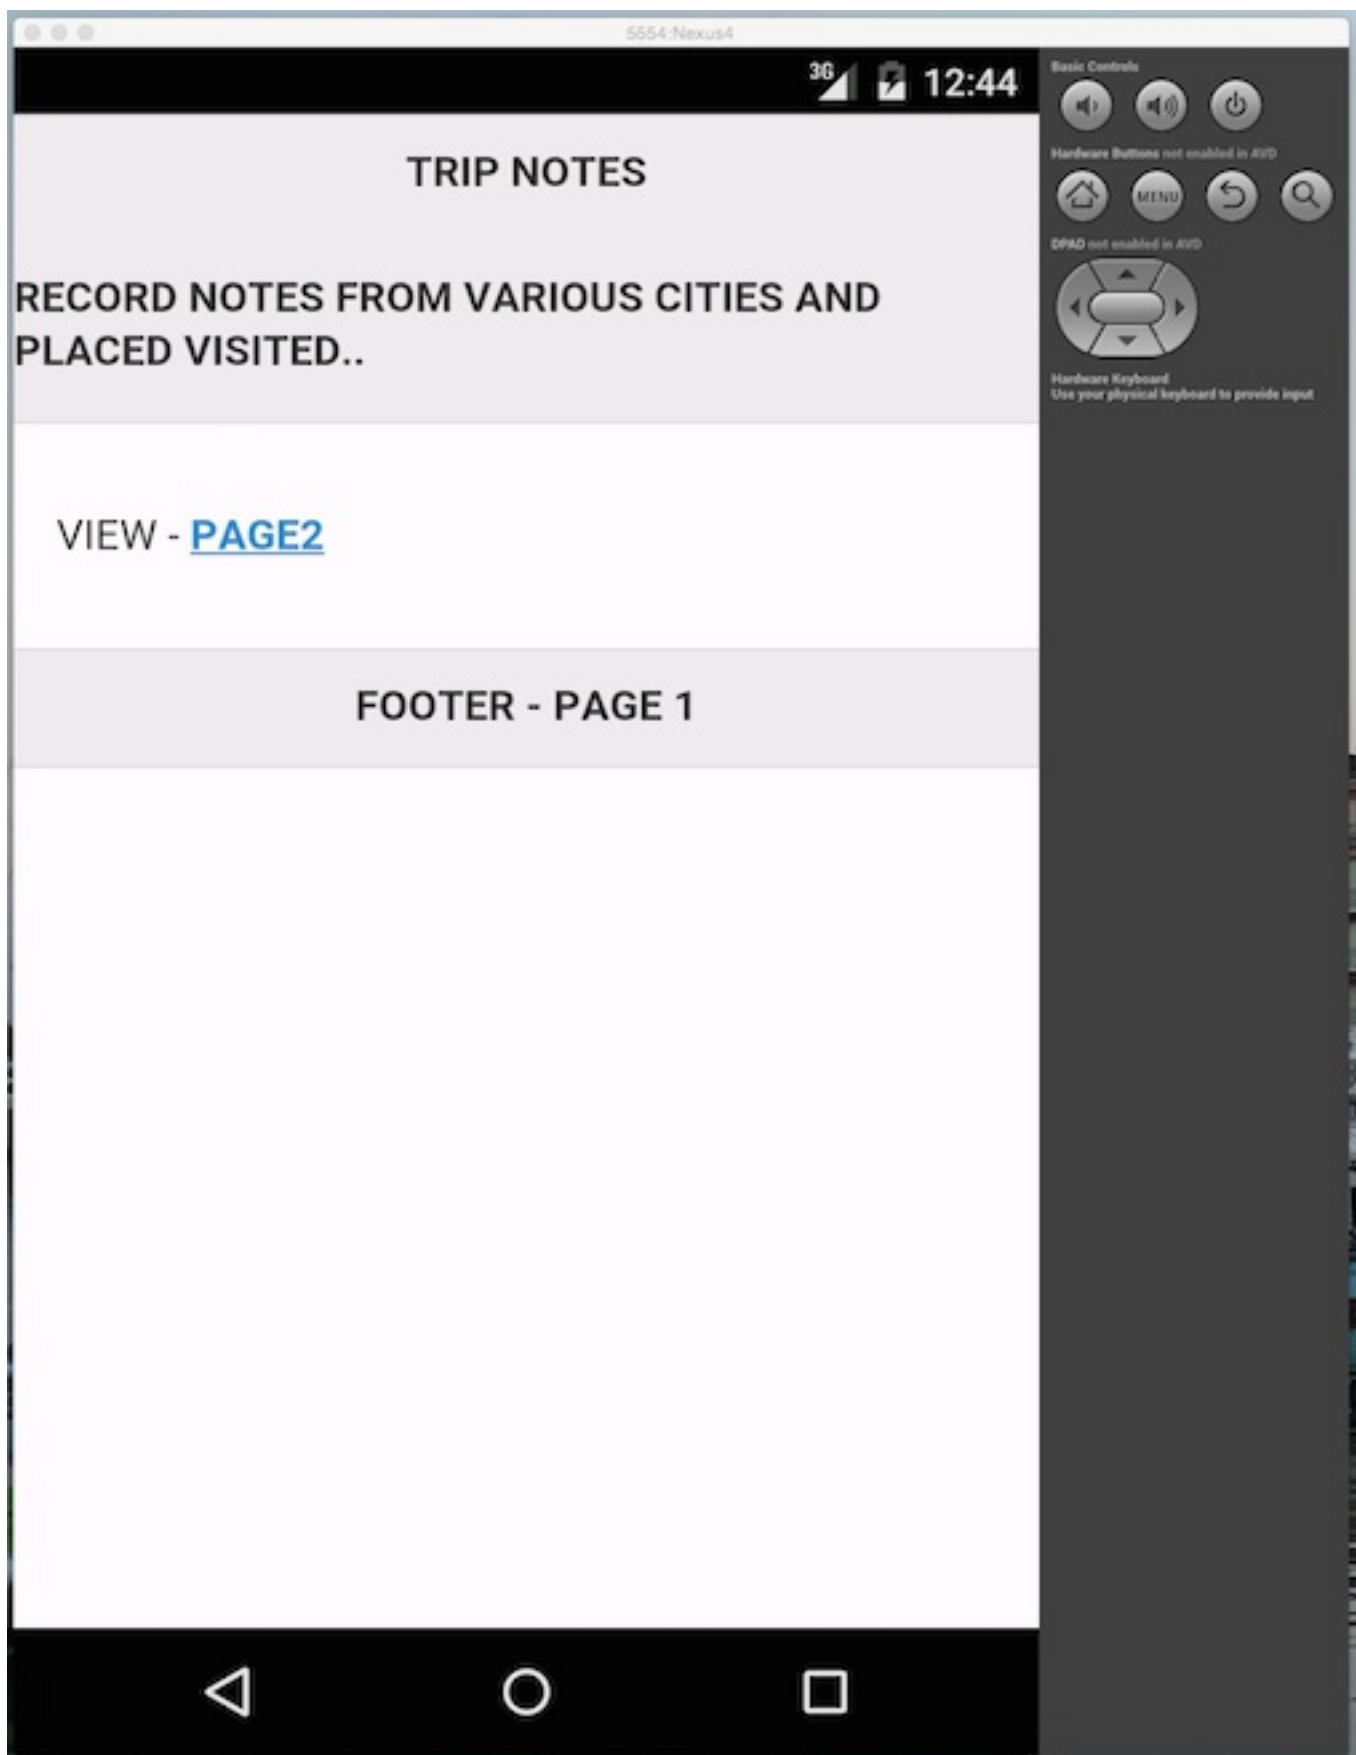 5554:Nexus4
3G 12:44
TRIP NOTES
RECORD NOTES FROM VARIOUS CITIES AND
PLACED VISITED..
VIEW - PAGE2
FOOTER - PAGE 1
Basic Controls
Hardware Buttons not enabled in AVD
MENU
DPAD not enabled in AVD
Hardware Keyboard
Use your physical keyboard to provide input